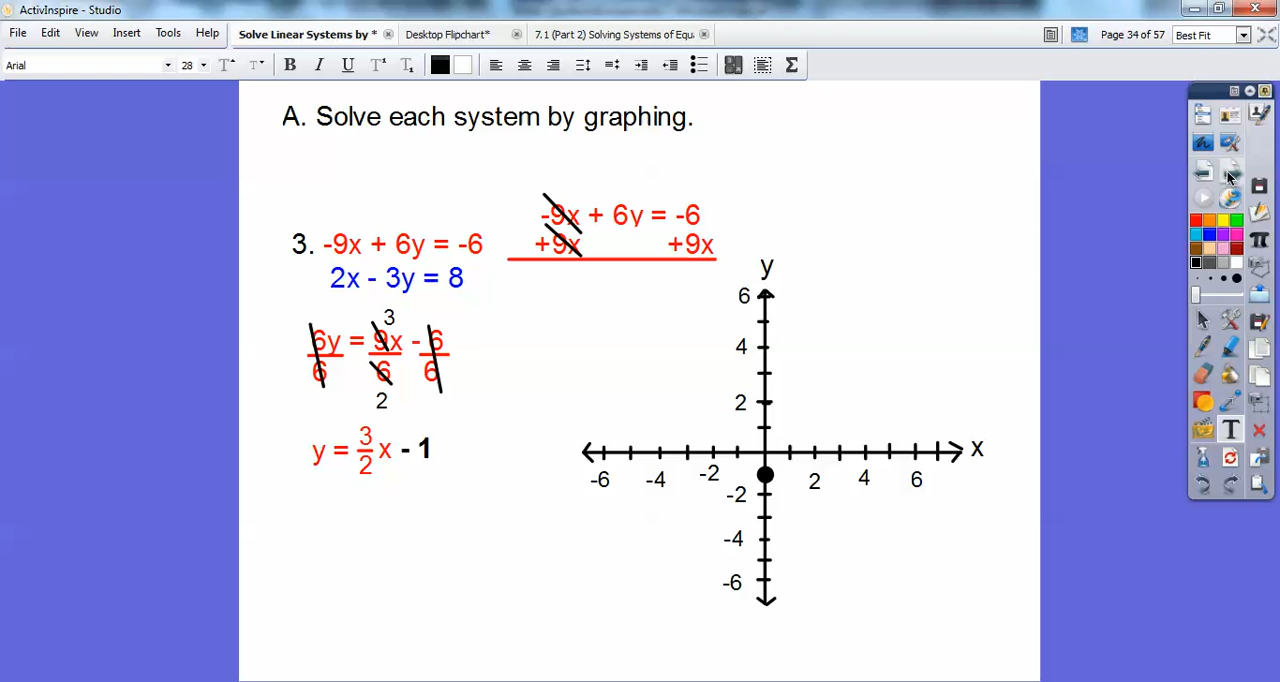 ActivInspire - Studio
File Edit View Insert Tools Help
Solve Linear Systems by *
Desktop Flipchart*
7.1 (Part 2) Solving Systems of Equa
Page 34 of 57
Best Fit
Arial
28
A. Solve each system by graphing.
-9x + 6y = -6
+9x +9x
3. -9x + 6y = -6
2x - 3y = 8
3
6y = 9x - 6
6 6 6
2
y = 3/2 x - 1
y
6
4
2
x
-6 -4 -2 2 4 6
-2
-4
-6